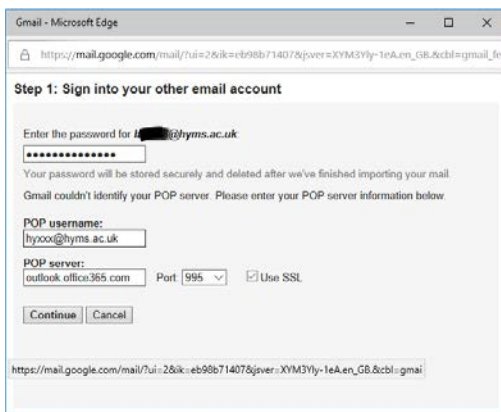 Gmail - Microsoft Edge
https://mail.google.com/mail/?ui=2&ik=eb98b71407&jsver=XYM3Yly-1eA.en_GB.&cbl=gmail_fe
Step 1: Sign into your other email account
Enter the password for @hyms.ac.uk
Your password will be stored securely and deleted after we've finished importing your mail.
Gmail couldn't identify your POP server. Please enter your POP server information below.
POP username:
hyxxx@hyms.ac.uk
POP server:
outlook.office365.com Port: 995 Use SSL
Continue Cancel
https://mail.google.com/mail/?ui=2&ik=eb98b71407&jsver=XYM3Yly-1eA.en_GB.&cbl=gmai